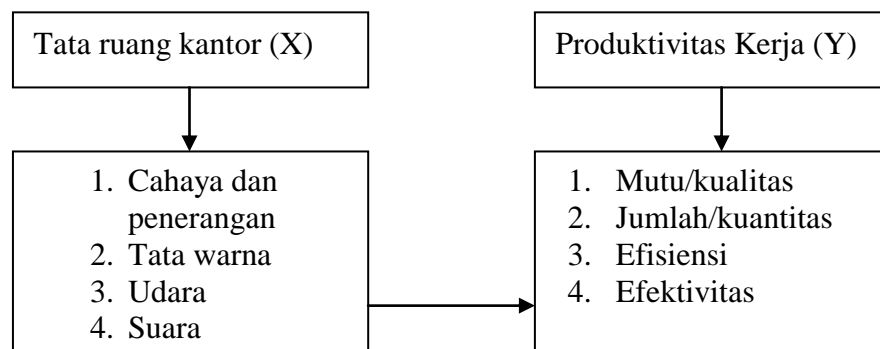 Tata ruang kantor (X)
Produktivitas Kerja (Y)
1. Cahaya dan
penerangan
2. Tata warna
3. Udara
4. Suara
1. Mutu/kualitas
2. Jumlah/kuantitas
3. Efisiensi
4. Efektivitas